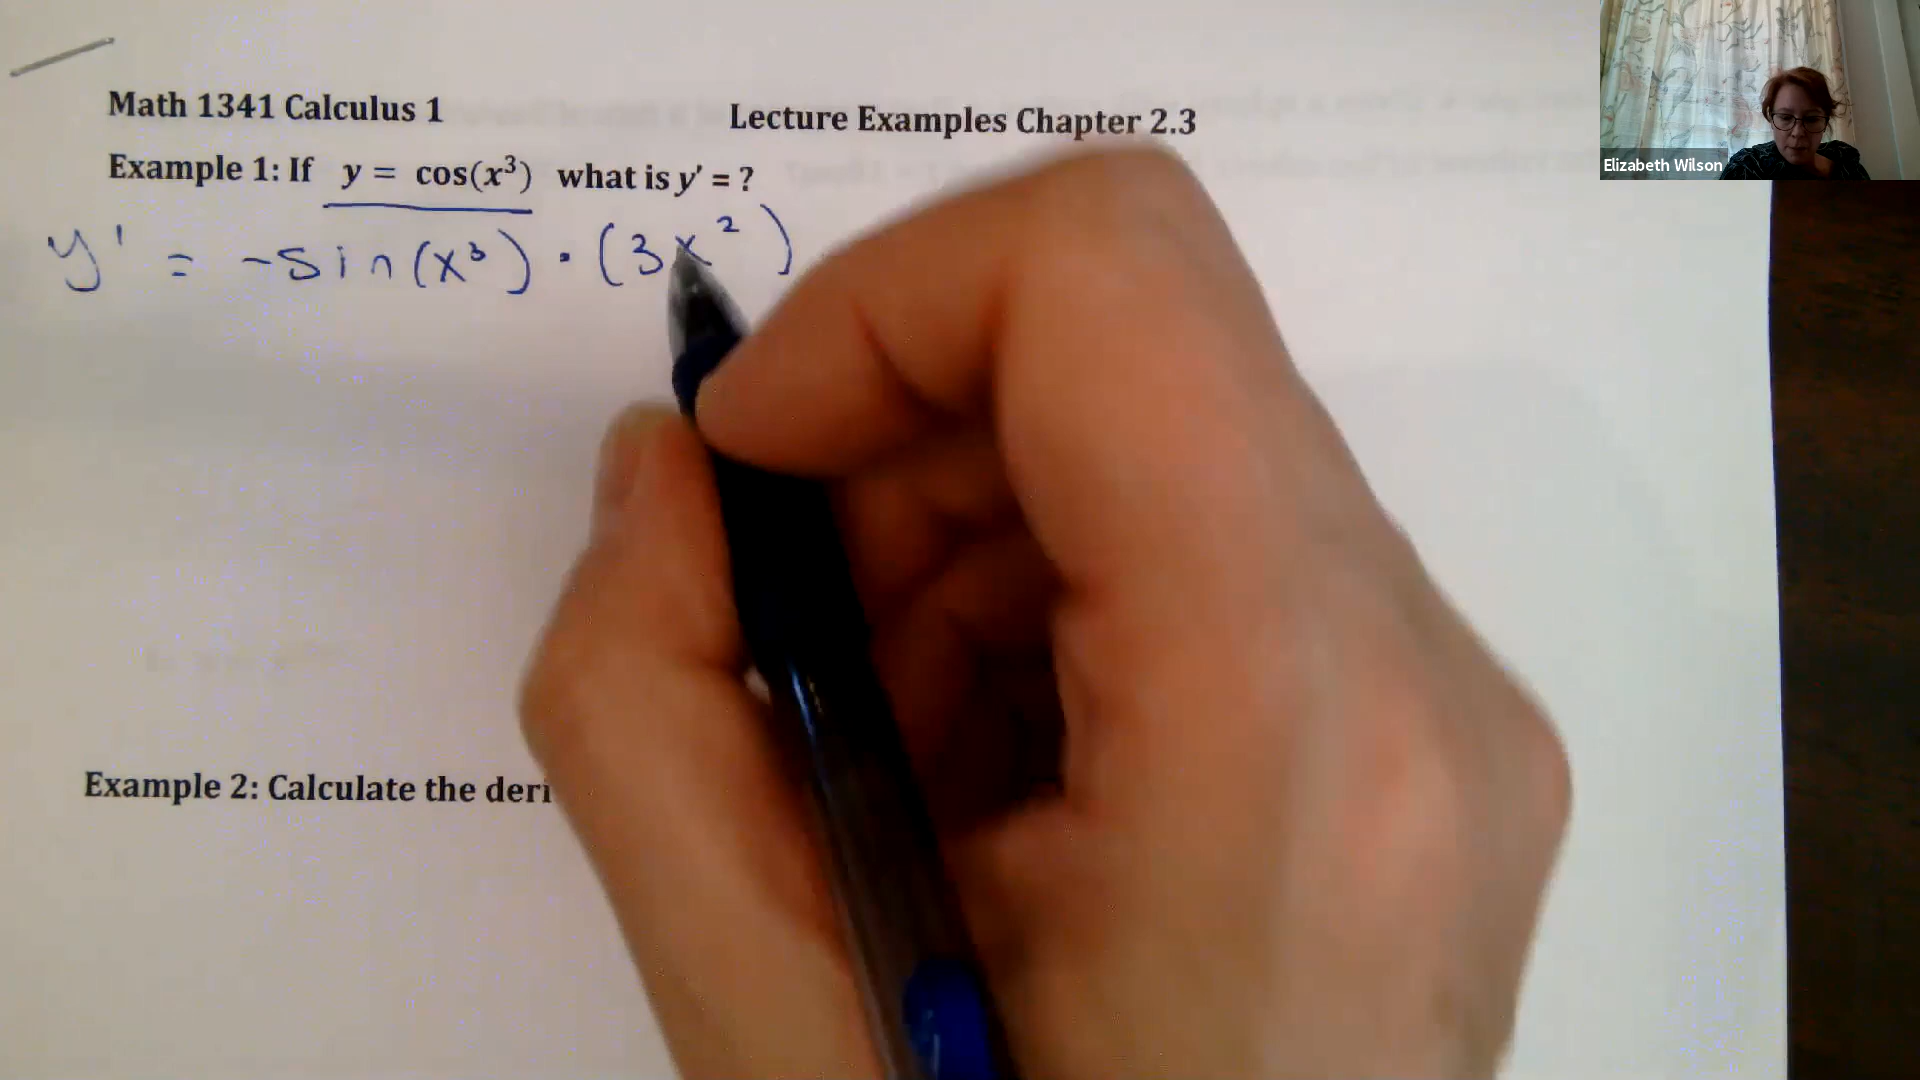 Math 1341 Calculus 1
Lecture Examples Chapter 2.3
Elizabeth Wilson
Example 1: If y = cos(x³) what is y′ = ?
y' = -sin(x³) · (3x²)
Example 2: Calculate the deri